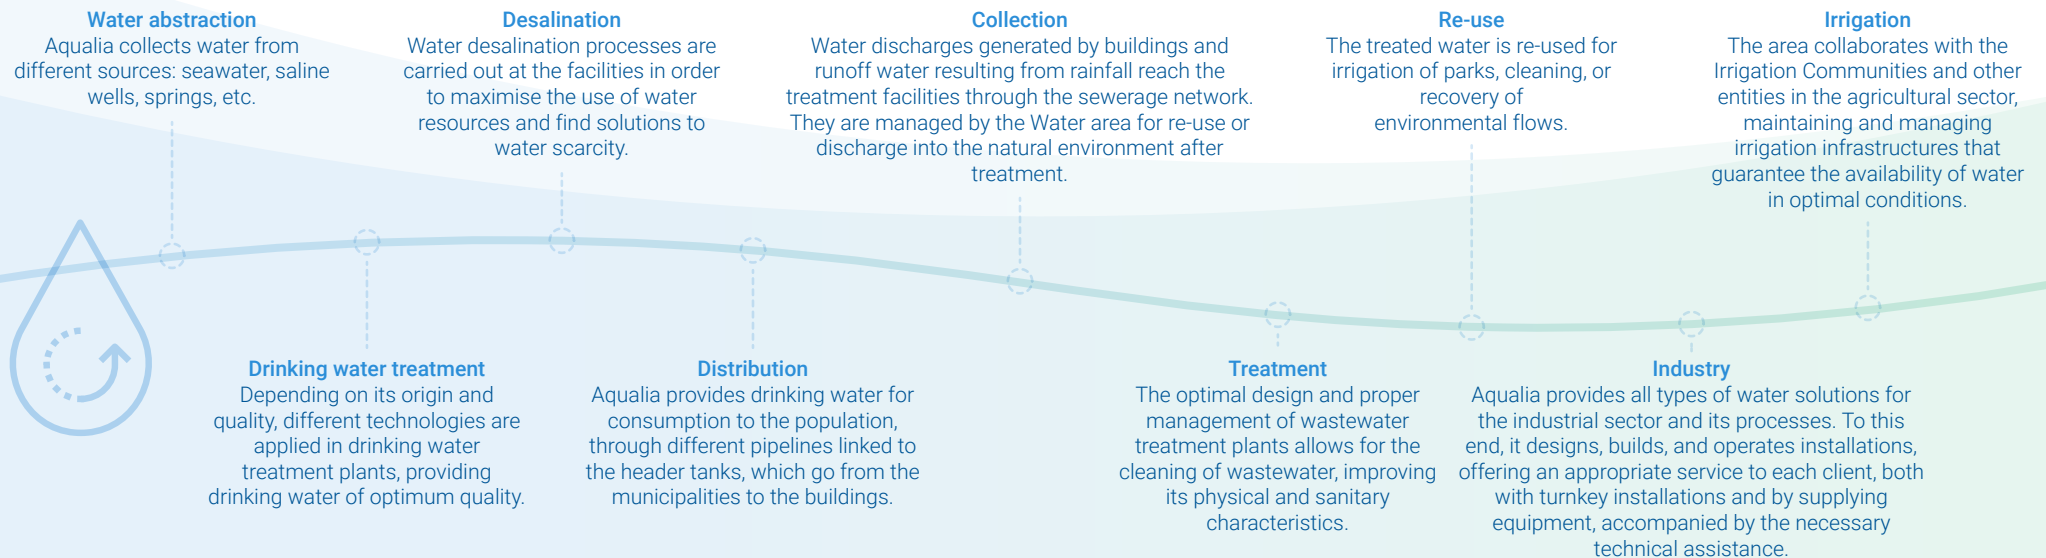 Water abstraction
Aqualia collects water from
different sources: seawater, saline
wells, springs, etc.
Desalination
Water desalination processes are
carried out at the facilities in order
to maximise the use of water
resources and find solutions to
water scarcity.
Collection
Water discharges generated by buildings and
runoff water resulting from rainfall reach the
treatment facilities through the sewerage network.
They are managed by the Water area for re-use or
discharge into the natural environment after
treatment.
Re-use
The treated water is re-used for
irrigation of parks, cleaning, or
recovery of
environmental flows.
Irrigation
The area collaborates with the
Irrigation Communities and other
entities in the agricultural sector,
maintaining and managing
irrigation infrastructures that
guarantee the availability of water
in optimal conditions.
Drinking water treatment
Depending on its origin and
quality, different technologies are
applied in drinking water
treatment plants, providing
drinking water of optimum quality.
Distribution
Aqualia provides drinking water for
consumption to the population,
through different pipelines linked to
the header tanks, which go from the
municipalities to the buildings.
Treatment
The optimal design and proper
management of wastewater
treatment plants allows for the
cleaning of wastewater, improving
its physical and sanitary
characteristics.
Industry
Aqualia provides all types of water solutions for
the industrial sector and its processes. To this
end, it designs, builds, and operates installations,
offering an appropriate service to each client, both
with turnkey installations and by supplying
equipment, accompanied by the necessary
technical assistance.